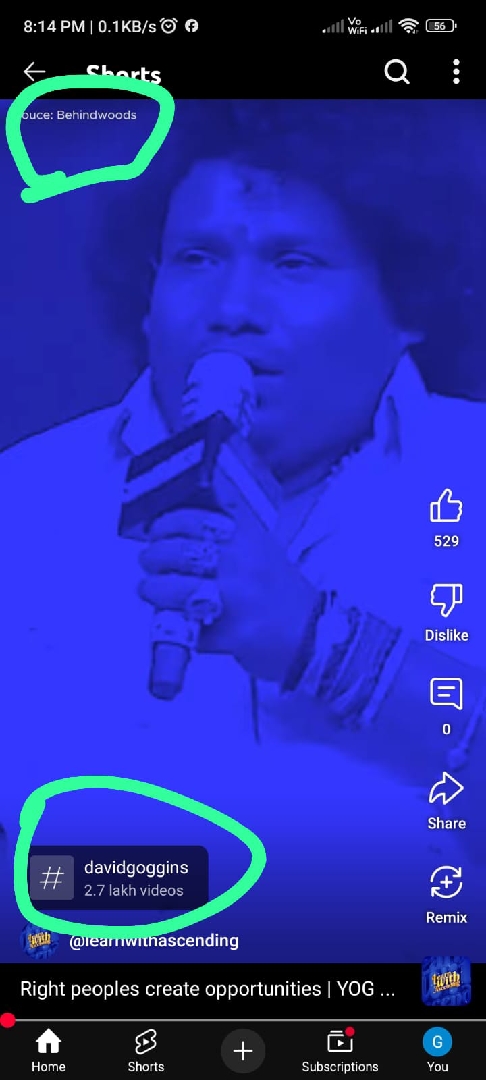 8:14 PM | 0.1KB/s
Vo
WiFi
56
Shorts
ouce: Behindwoods
529
Dislike
0
Share
Remix
# davidgoggins
2.7 lakh videos
@learnwithascending
Right peoples create opportunities | YOG ...
With
Home
Shorts
Subscriptions
G
You